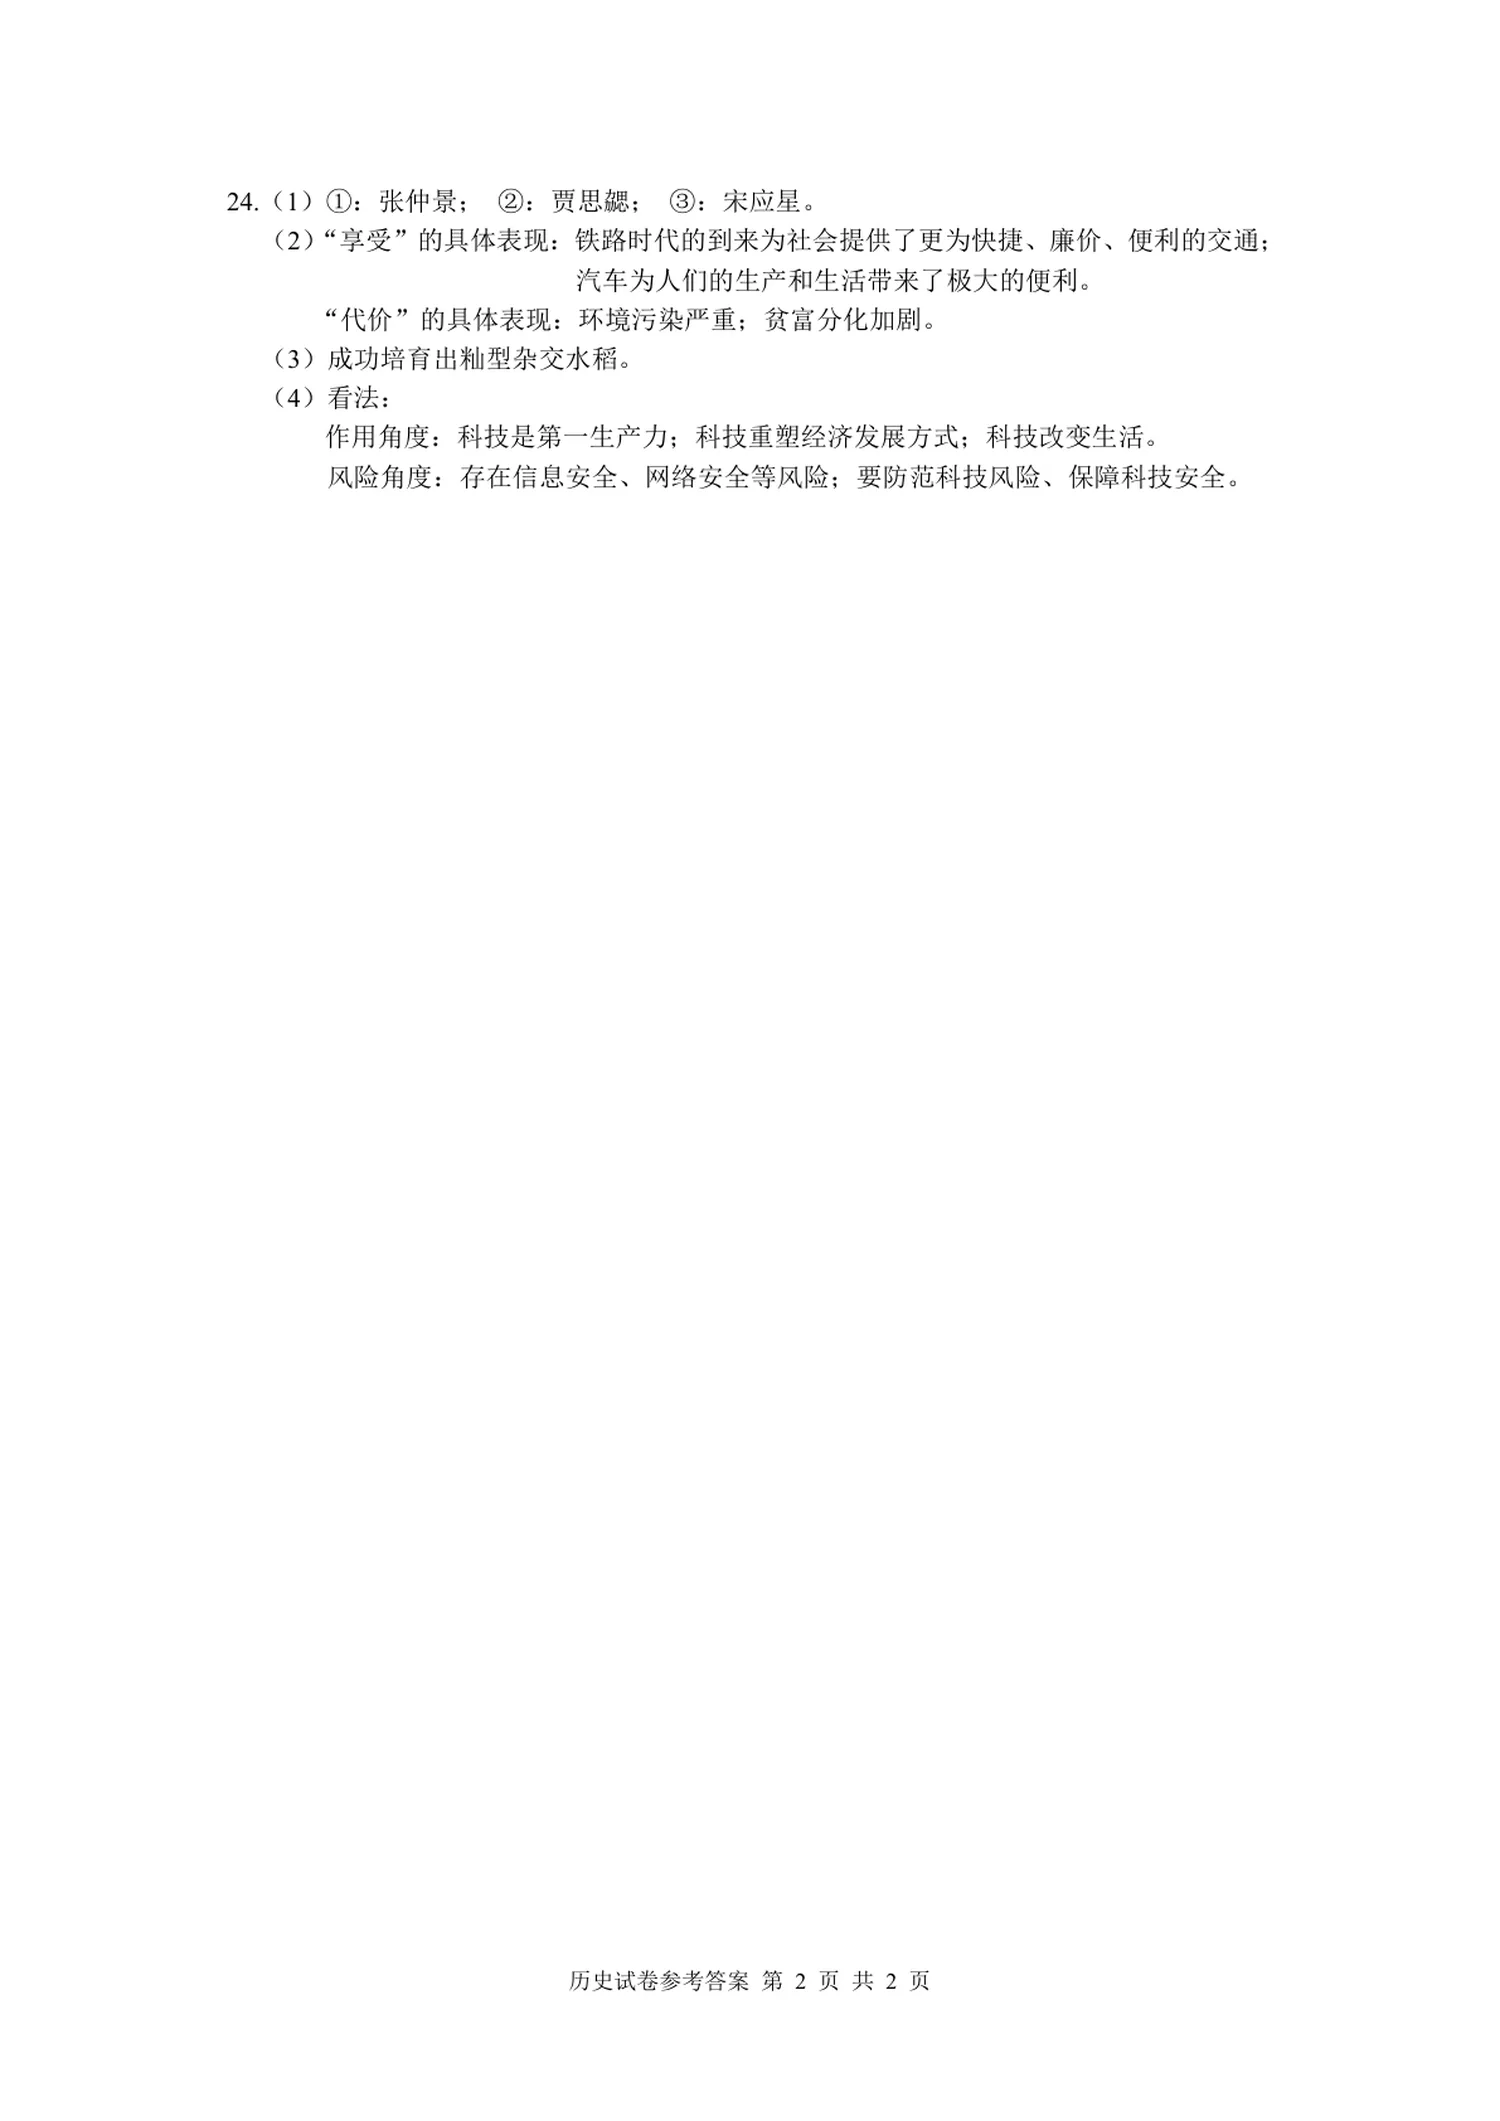 24.（1）①：张仲景； ②：贾思勰； ③：宋应星。
（2）“享受”的具体表现：铁路时代的到来为社会提供了更为快捷、廉价、便利的交通；
汽车为人们的生产和生活带来了极大的便利。
“代价”的具体表现：环境污染严重；贫富分化加剧。
（3）成功培育出籼型杂交水稻。
（4）看法：
作用角度：科技是第一生产力；科技重塑经济发展方式；科技改变生活。
风险角度：存在信息安全、网络安全等风险；要防范科技风险、保障科技安全。
历史试卷参考答案 第 2 页 共 2 页